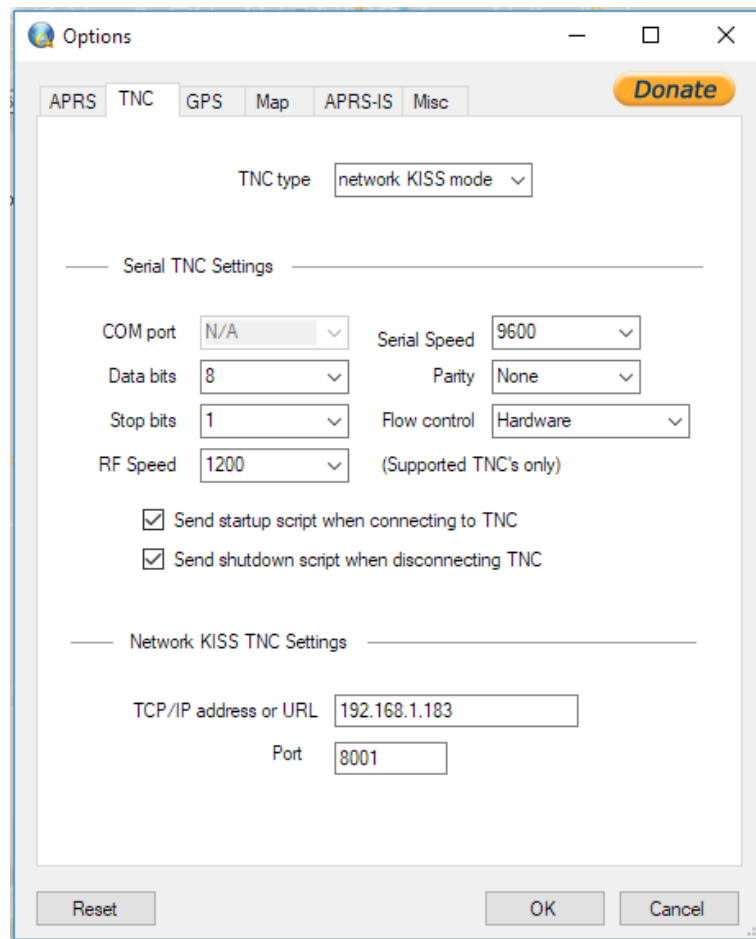 Options
Donate
APRS TNC GPS Map APRS-IS Misc
TNC type network KISS mode
Serial TNC Settings
COM port N/A Serial Speed 9600
Data bits 8 Parity None
Stop bits 1 Flow control Hardware
RF Speed 1200 (Supported TNC's only)
Send startup script when connecting to TNC
Send shutdown script when disconnecting TNC
Network KISS TNC Settings
TCP/IP address or URL 192.168.1.183
Port 8001
Reset OK Cancel